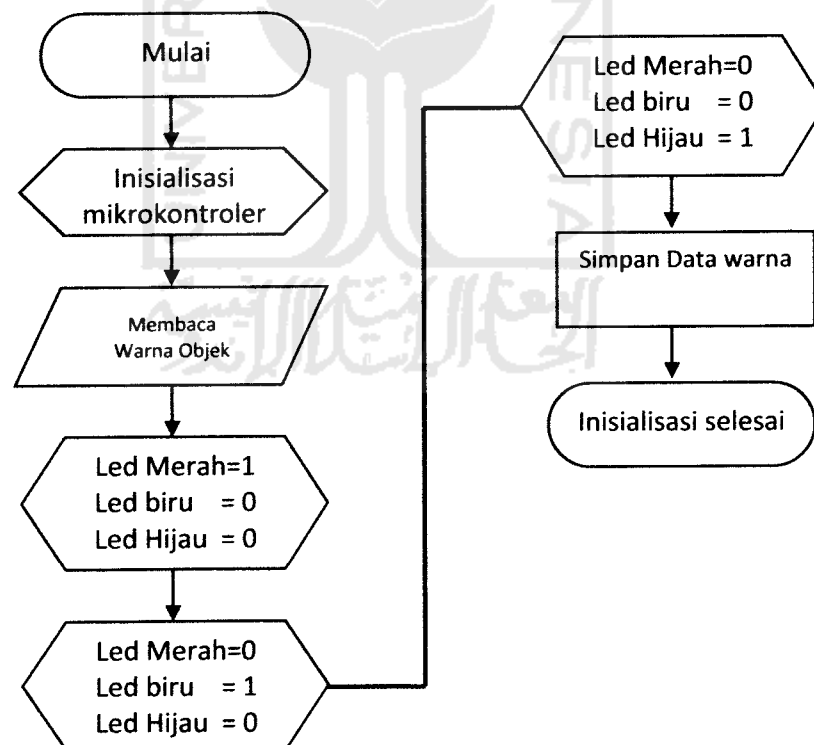 Mulai
Inisialisasi
mikrokontroler
Membaca
Warna Objek
Led Merah=1
Led biru = 0
Led Hijau = 0
Led Merah=0
Led biru = 1
Led Hijau = 0
Led Merah=0
Led biru = 0
Led Hijau = 1
Simpan Data warna
Inisialisasi selesai